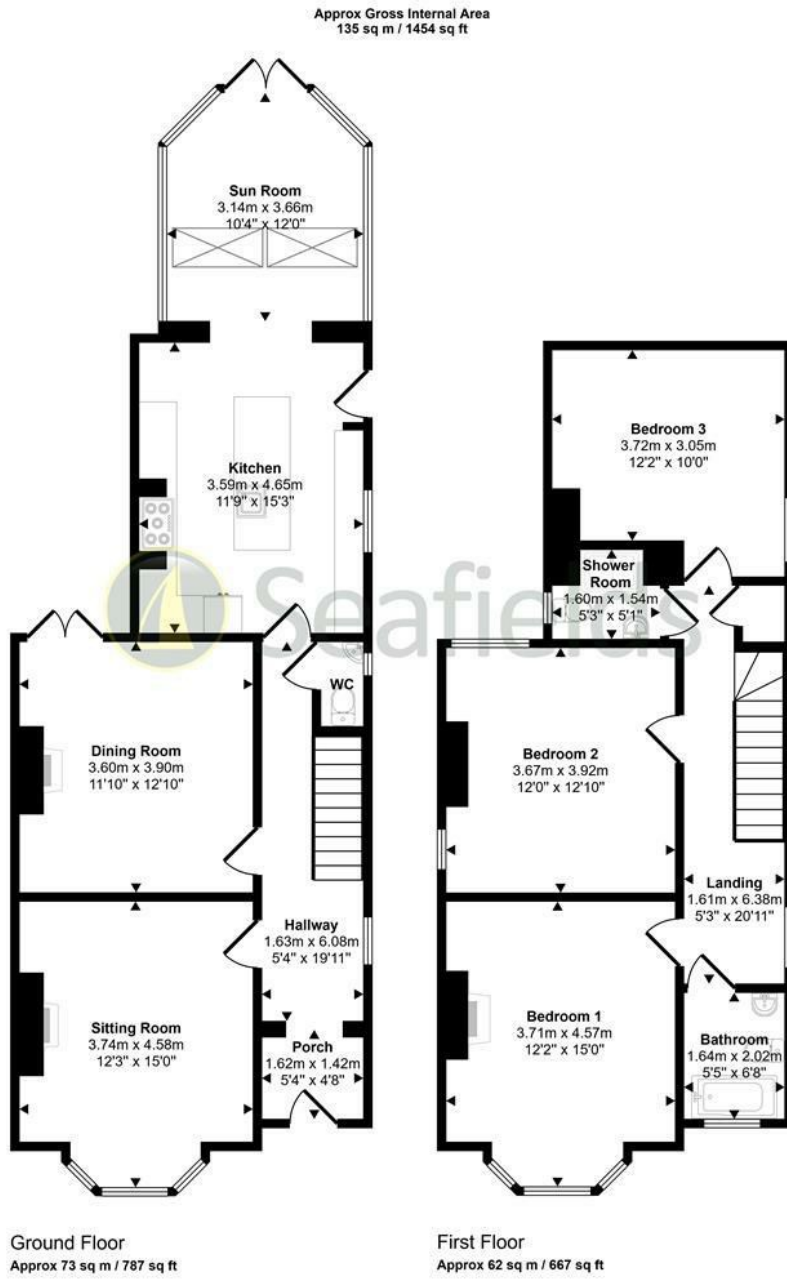 Approx Gross Internal Area
135 sq m / 1454 sq ft
Sun Room
3.14m x 3.66m
10'4" x 12'0"
Kitchen
3.59m x 4.65m
11'9" x 15'3"
Bedroom 3
3.72m x 3.05m
12'2" x 10'0"
Shower
Room
1.60m x 1.54m
5'3" x 5'1"
Seafields
WC
Dining Room
3.60m x 3.90m
11'10" x 12'10"
Bedroom 2
3.67m x 3.92m
12'0" x 12'10"
Hallway
1.63m x 6.08m
5'4" x 19'11"
Landing
1.61m x 6.38m
5'3" x 20'11"
Sitting Room
3.74m x 4.58m
12'3" x 15'0"
Porch
1.62m x 1.42m
5'4" x 4'8"
Bedroom 1
3.71m x 4.57m
12'2" x 15'0"
Bathroom
1.64m x 2.02m
5'5" x 6'8"
Ground Floor
Approx 73 sq m / 787 sq ft
First Floor
Approx 62 sq m / 667 sq ft